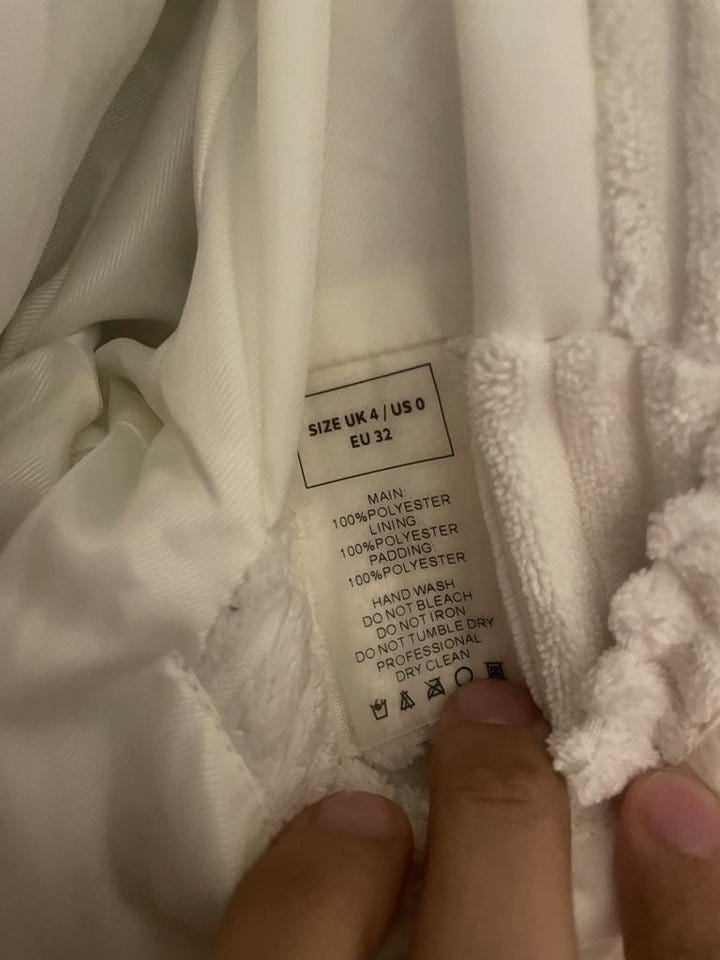 SIZE UK 4 / US 0
EU 32
MAIN:
100%POLYESTER
LINING:
100%POLYESTER
PADDING:
100%POLYESTER
HAND WASH
DO NOT BLEACH
DO NOT IRON
DO NOT TUMBLE DRY
PROFESSIONAL
DRY CLEAN